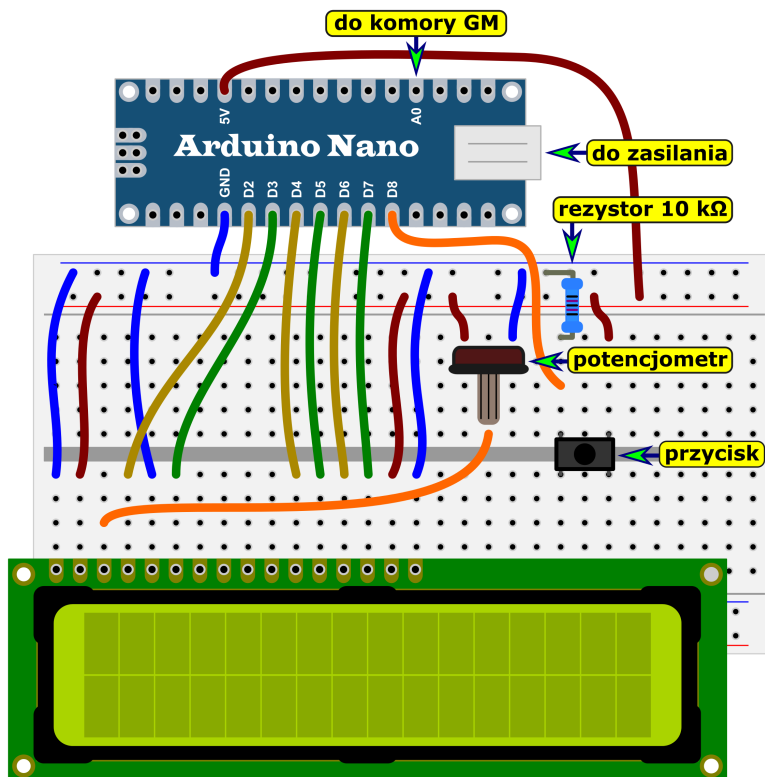 do komory GM
5V
A0
Arduino Nano
do zasilania
GND
D2
D3
D4
D5
D6
D7
D8
rezystor 10 kΩ
potencjometr
przycisk